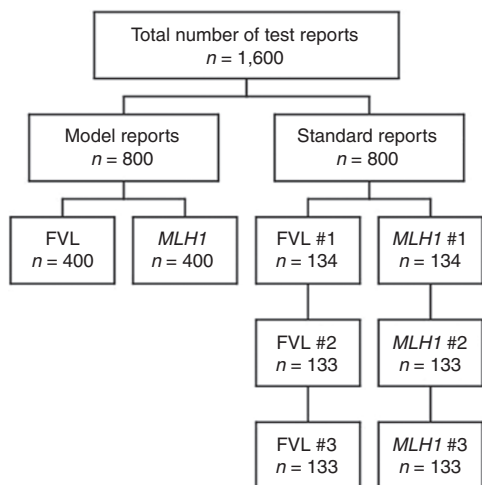 Total number of test reports
n = 1,600
Model reports
n = 800
Standard reports
n = 800
FVL
n = 400
MLH1
n = 400
FVL #1
n = 134
MLH1 #1
n = 134
FVL #2
n = 133
MLH1 #2
n = 133
FVL #3
n = 133
MLH1 #3
n = 133